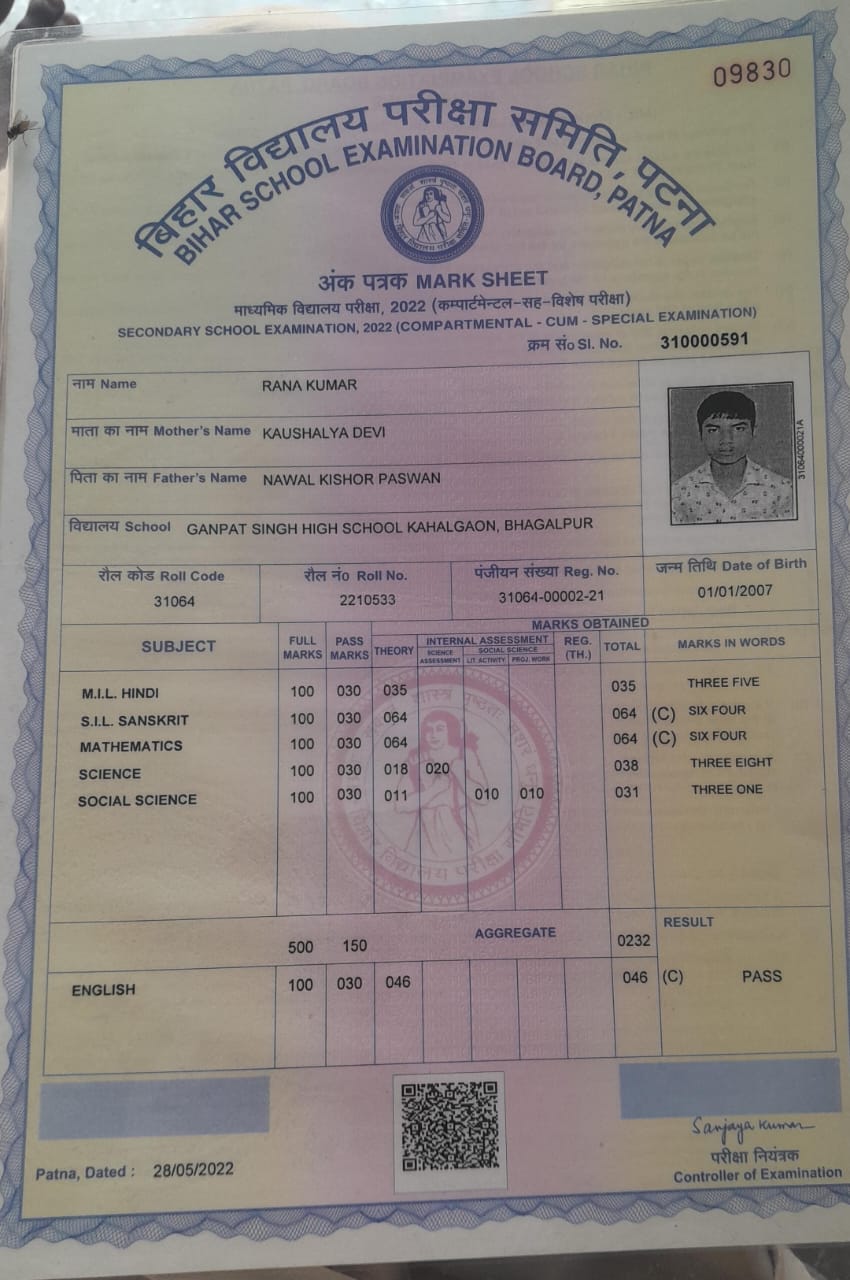 09830
बिहार विद्यालय परीक्षा समिति, पटना
BIHAR SCHOOL EXAMINATION BOARD, PATNA
अंक पत्रक MARK SHEET
माध्यमिक विद्यालय परीक्षा, 2022 (कम्पार्टमेन्टल-सह-विशेष परीक्षा)
SECONDARY SCHOOL EXAMINATION, 2022 (COMPARTMENTAL - CUM - SPECIAL EXAMINATION)
क्रम सं० Sl. No. 310000591
नाम Name RANA KUMAR
माता का नाम Mother's Name KAUSHALYA DEVI
पिता का नाम Father's Name NAWAL KISHOR PASWAN
विद्यालय School GANPAT SINGH HIGH SCHOOL KAHALGAON, BHAGALPUR
31064000021A
रौल कोड Roll Code रौल नं० Roll No. पंजीयन संख्या Reg. No. जन्म तिथि Date of Birth
31064 2210533 31064-00002-21 01/01/2007
MARKS OBTAINED
SUBJECT FULL MARKS PASS MARKS THEORY INTERNAL ASSESSMENT REG. (TH.) TOTAL MARKS IN WORDS
SCIENCE ASSESSMENT SOCIAL SCIENCE
LIT. ACTIVITY PROJ. WORK
M.I.L. HINDI 100 030 035 035 THREE FIVE
S.I.L. SANSKRIT 100 030 064 064 (C) SIX FOUR
MATHEMATICS 100 030 064 064 (C) SIX FOUR
SCIENCE 100 030 018 020 038 THREE EIGHT
SOCIAL SCIENCE 100 030 011 010 010 031 THREE ONE
500 150 AGGREGATE 0232 RESULT
ENGLISH 100 030 046 046 (C) PASS
Sanjaya Kumar
परीक्षा नियंत्रक
Patna, Dated : 28/05/2022 Controller of Examination